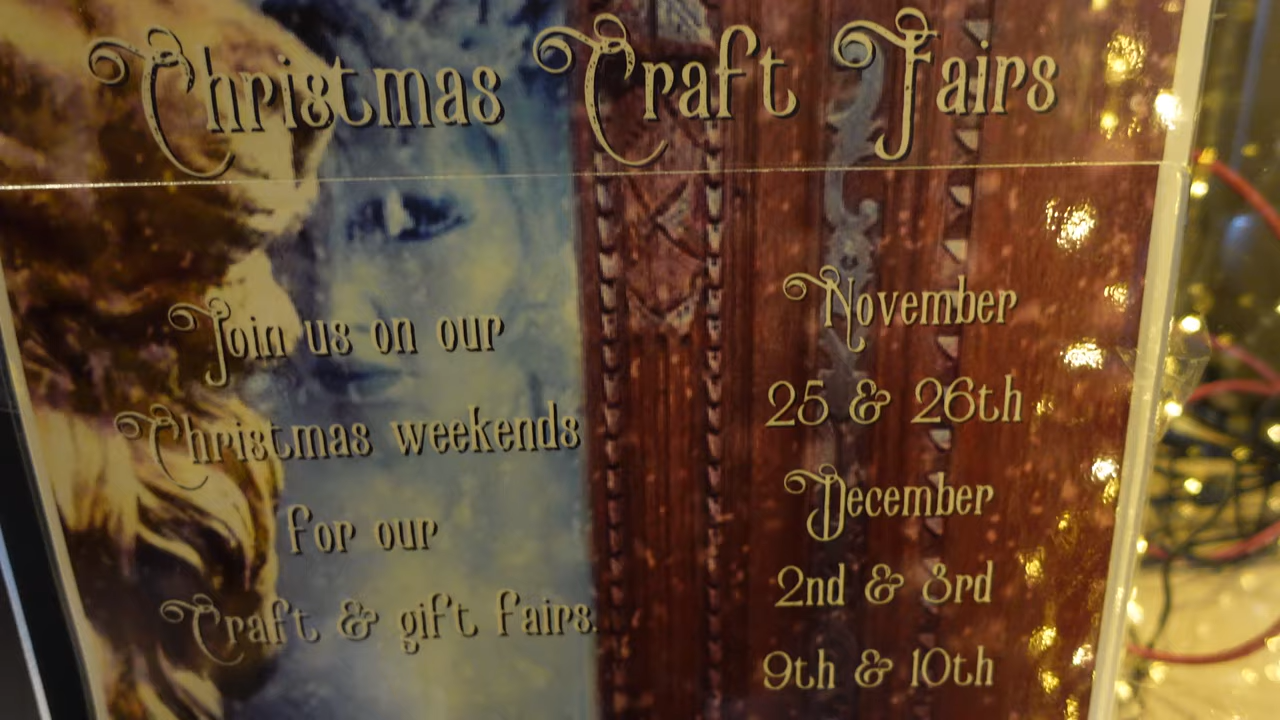 Christmas Craft Fairs
Join us on our
Christmas weekends
for our
Craft & gift fairs.
November
25 & 26th
December
2nd & 3rd
9th & 10th